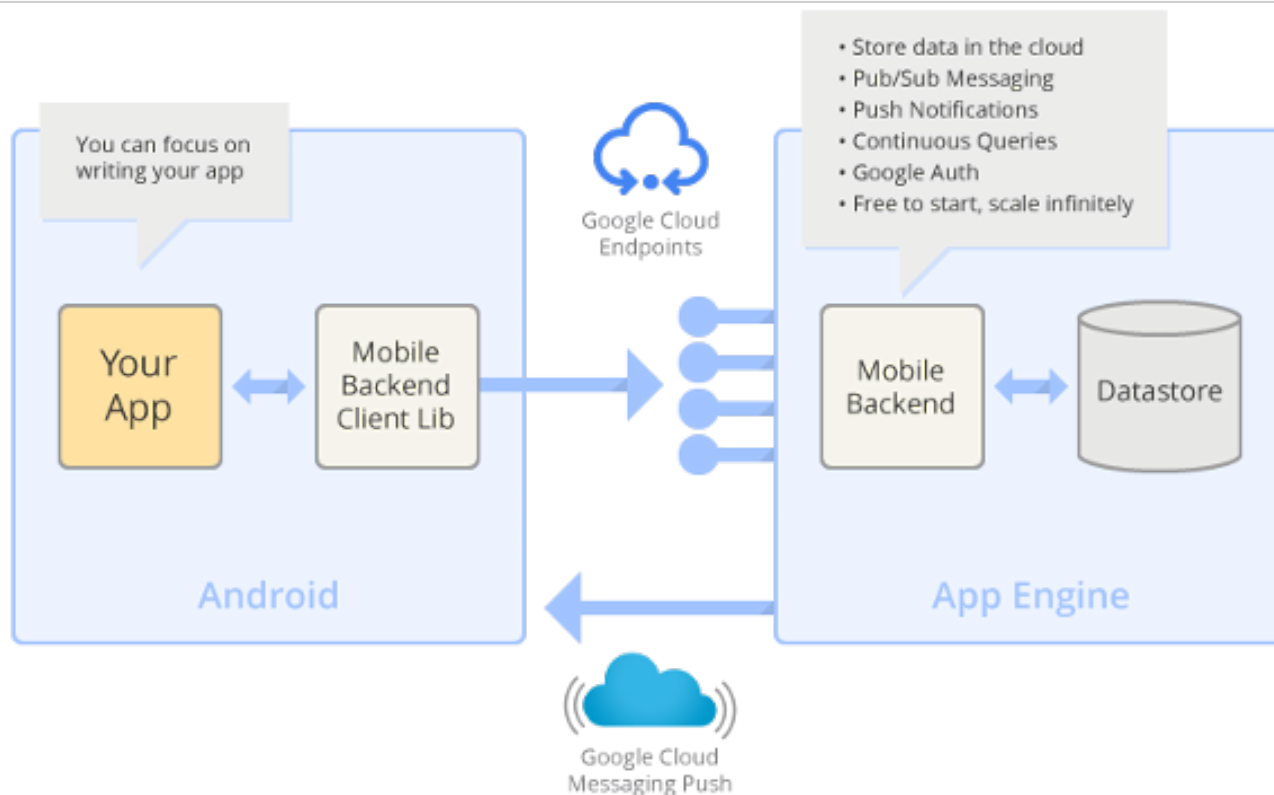 You can focus on
writing your app
Your
App
Mobile
Backend
Client Lib
Android
Google Cloud
Endpoints
• Store data in the cloud
• Pub/Sub Messaging
• Push Notifications
• Continuous Queries
• Google Auth
• Free to start, scale infinitely
Mobile
Backend
Datastore
App Engine
Google Cloud
Messaging Push